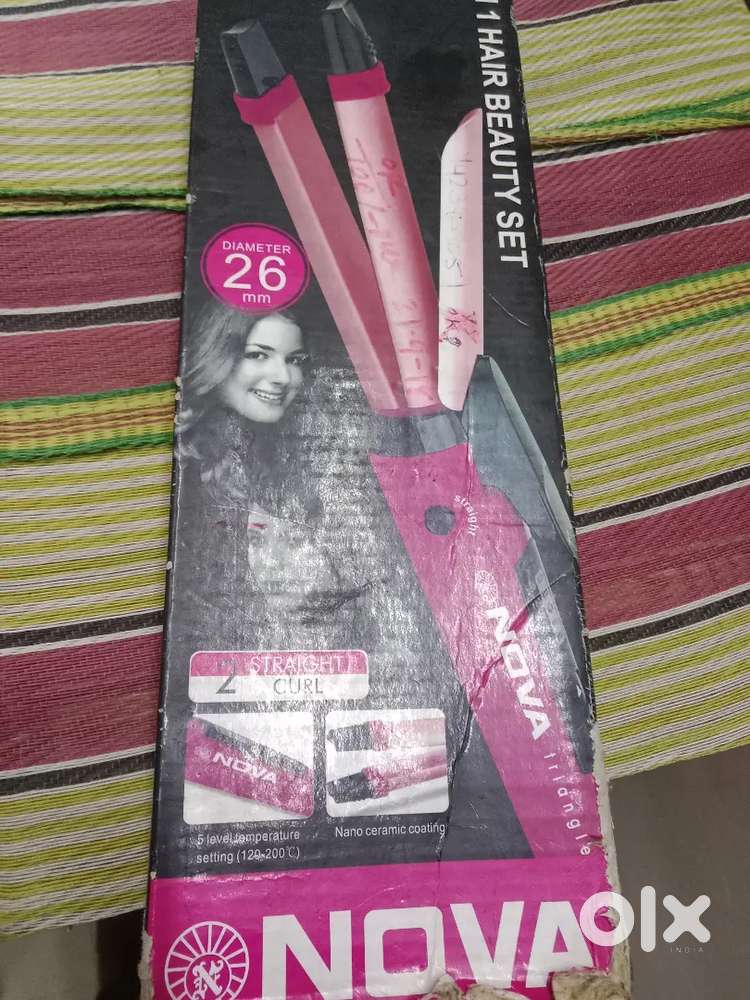 1 HAIR BEAUTY SET
DIAMETER
26
mm
straight
NOVA
triangle
2 STRAIGHT
CURL
NOVA
5 level temperature
setting (120-200℃)
Nano ceramic coating
NOVA
olx
INDIA